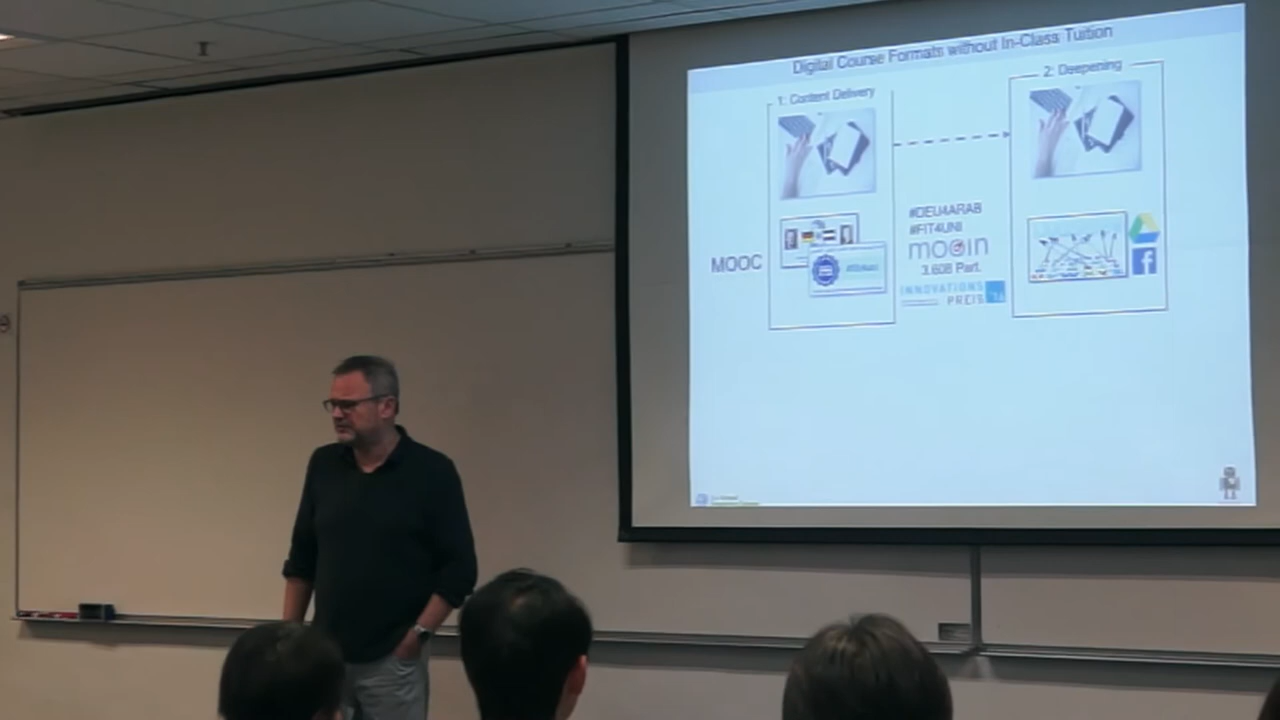 Digital Course Formats without In-Class Tuition
1: Content Delivery
2: Deepening
MOOC
#DEU4ARAB
#FIT4UNI
mooin
3.608 Part.
INNOVATIONS
PREIS